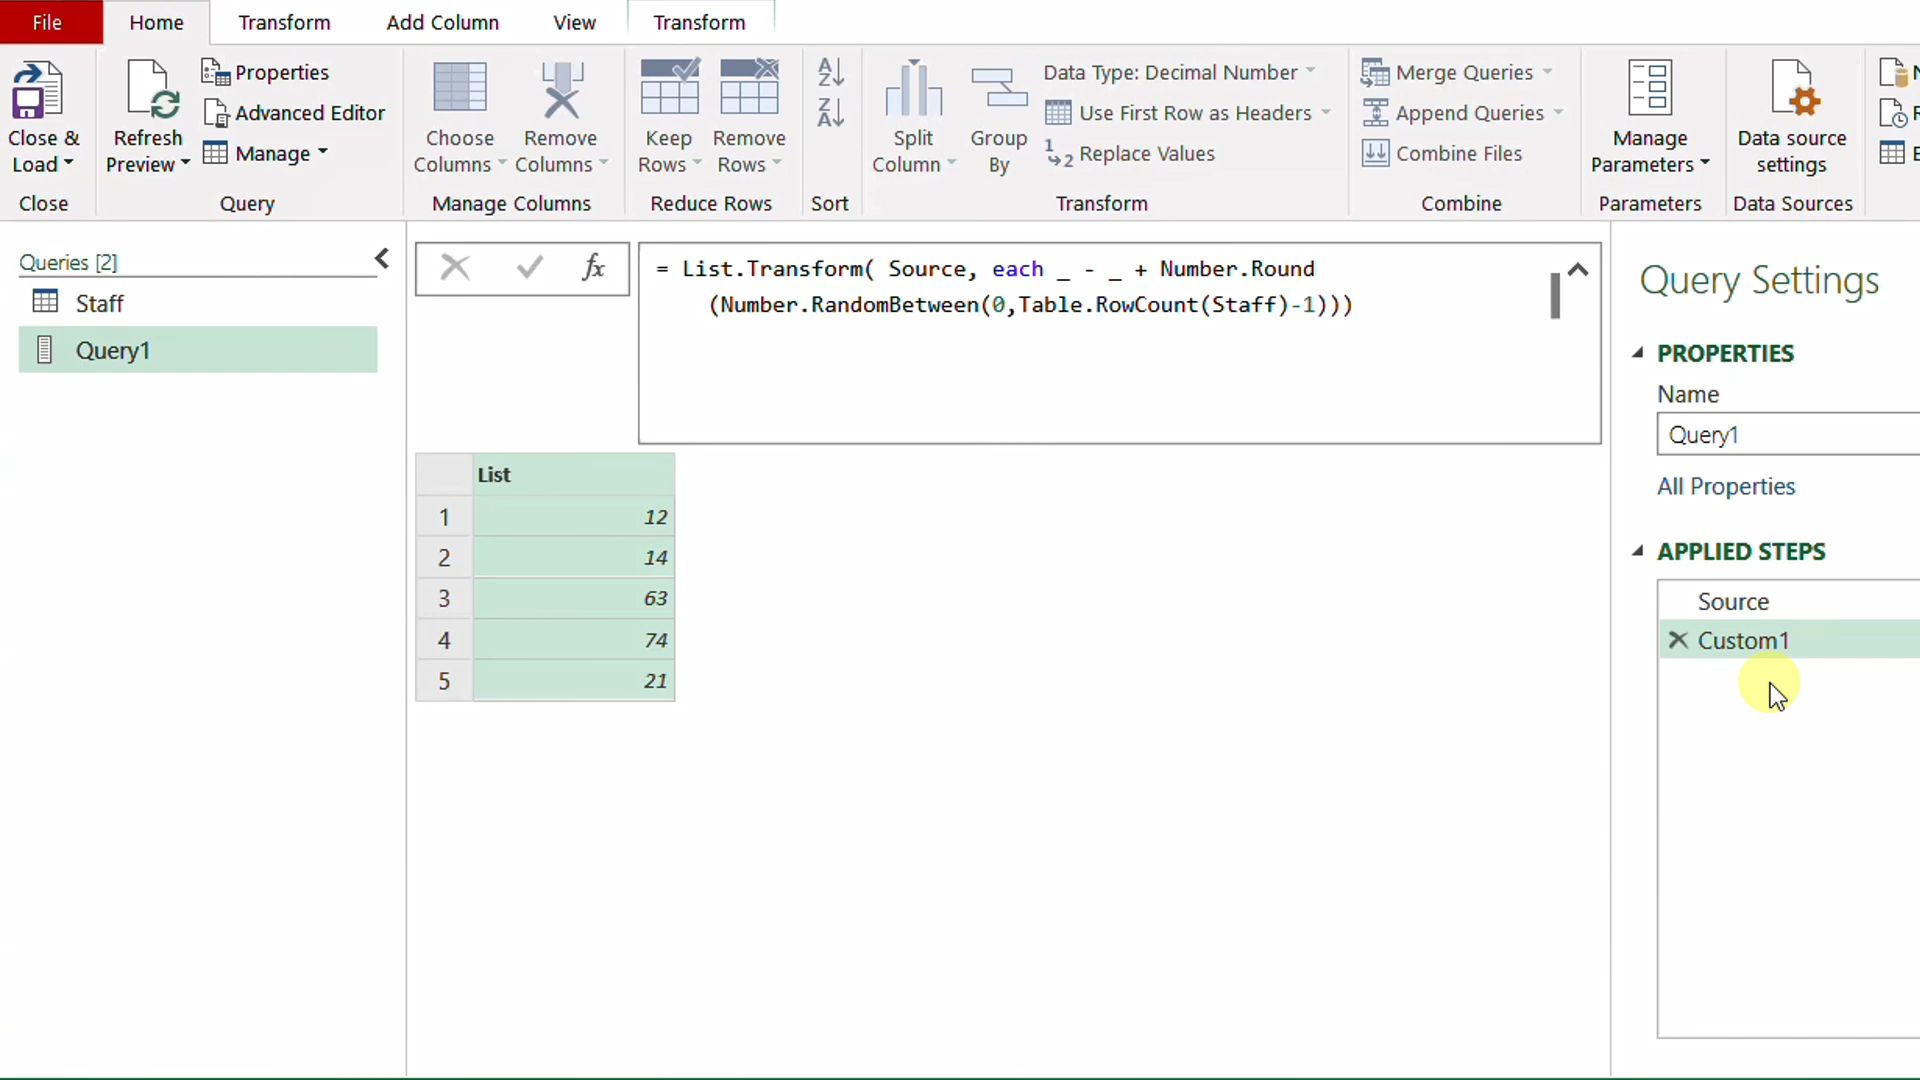 File Home Transform Add Column View Transform
Close & Load
Close
Refresh Preview
Properties
Advanced Editor
Manage
Query
Choose Columns
Remove Columns
Manage Columns
Keep Rows
Remove Rows
Reduce Rows
Sort
Split Column
Group By
Data Type: Decimal Number
Use First Row as Headers
Replace Values
Transform
Merge Queries
Append Queries
Combine Files
Combine
Manage Parameters
Parameters
Data source settings
Data Sources
Queries [2]
Staff
Query1
fx
= List.Transform( Source, each _ - _ + Number.Round
(Number.RandomBetween(0,Table.RowCount(Staff)-1)))
List
1 12
2 14
3 63
4 74
5 21
Query Settings
PROPERTIES
Name
Query1
All Properties
APPLIED STEPS
Source
Custom1